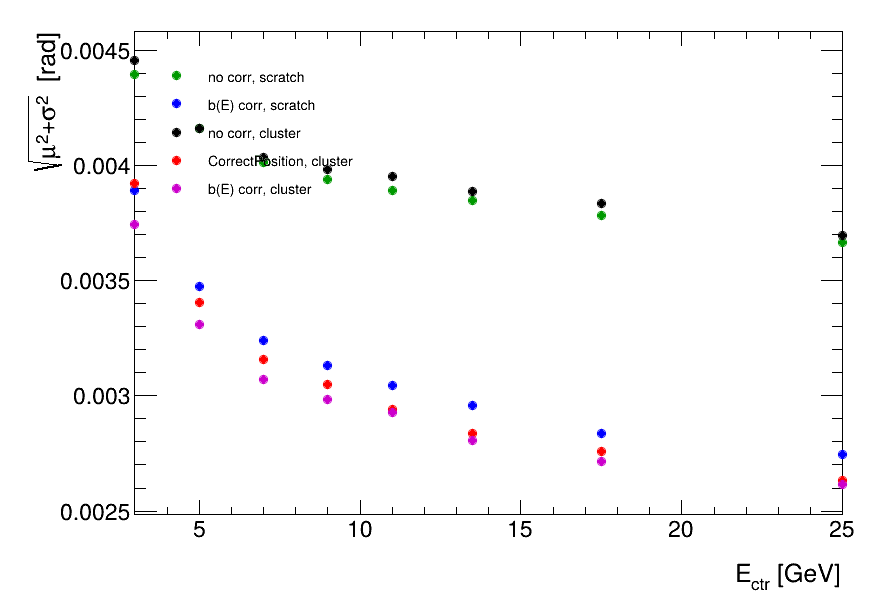 √μ²+σ² [rad]
0.0045
0.004
0.0035
0.003
0.0025
no corr, scratch
b(E) corr, scratch
no corr, cluster
CorrectPosition, cluster
b(E) corr, cluster
5 10 15 20 25
E_ctr [GeV]